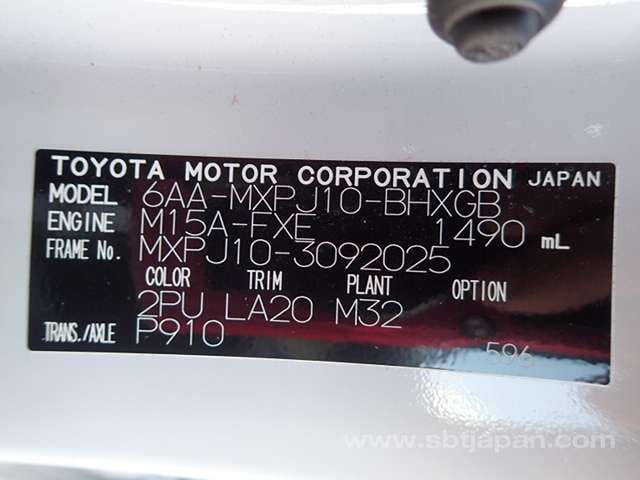 TOYOTA MOTOR CORPORATION JAPAN
MODEL 6AA-MXPJ10-BHXGB
ENGINE M15A-FXE 1490 mL
FRAME No. MXPJ10-3092025
COLOR TRIM PLANT OPTION
2PU LA20 M32
TRANS./AXLE P910
596
www.sbtjapan.com